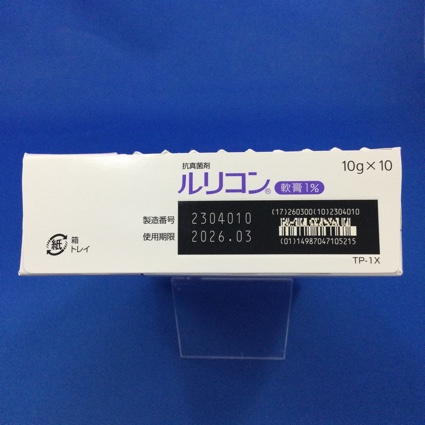 抗真菌剤
ルリコン® 軟膏1%
10g×10
製造番号 2304010
使用期限 2026.03
(17)260300(10)2304010
(01)14987047105215
紙 箱
トレイ
TP-1X